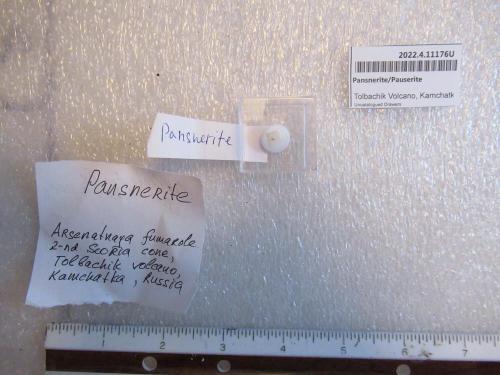 2022.4.11176U
Pansnerite/Pauserite
Tolbachik Volcano, Kamchatk
Uncatalogued Drawers
Pansnerite
Pansnerite
Arsenatnaya fumarole
2-nd Scoria cone,
Tolbachik volcano,
Kamchatka, Russia
1 2 3 4 5 6 7